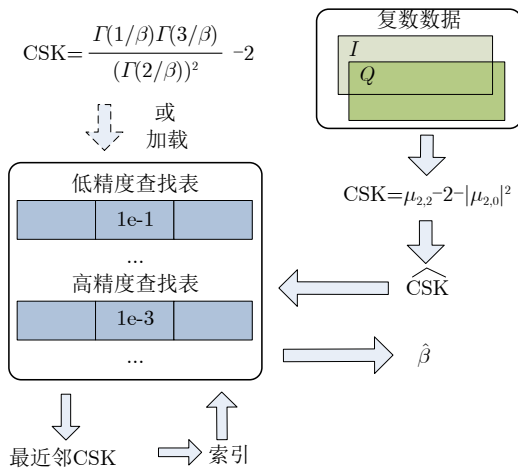 CSK=Γ(1/β)Γ(3/β)/(Γ(2/β))² -2
或
加载
低精度查找表
1e-1
...
高精度查找表
1e-3
...
最近邻CSK
索引
复数数据
I
Q
CSK=μ₂,₂-2-|μ₂,₀|²
\widehat{CSK}
β̂